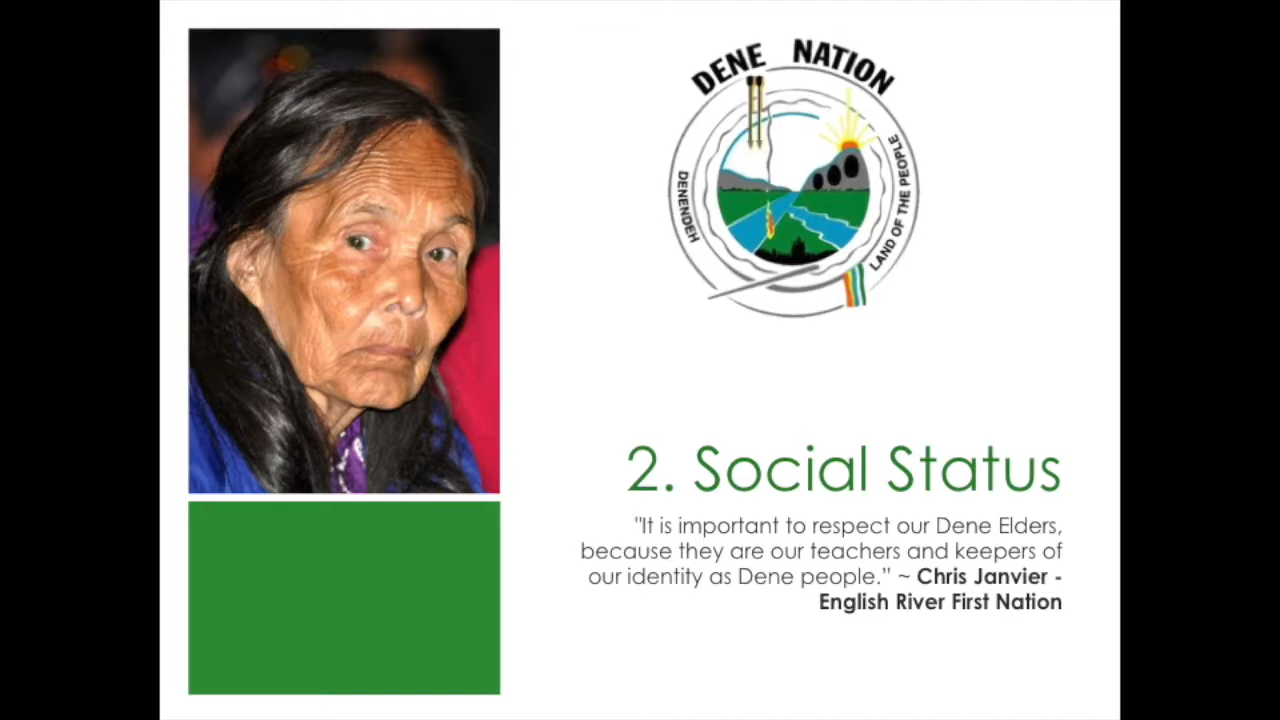 DENE NATION
DENENDEH
LAND OF THE PEOPLE
2. Social Status
"It is important to respect our Dene Elders,
because they are our teachers and keepers of
our identity as Dene people.” ~ Chris Janvier -
English River First Nation